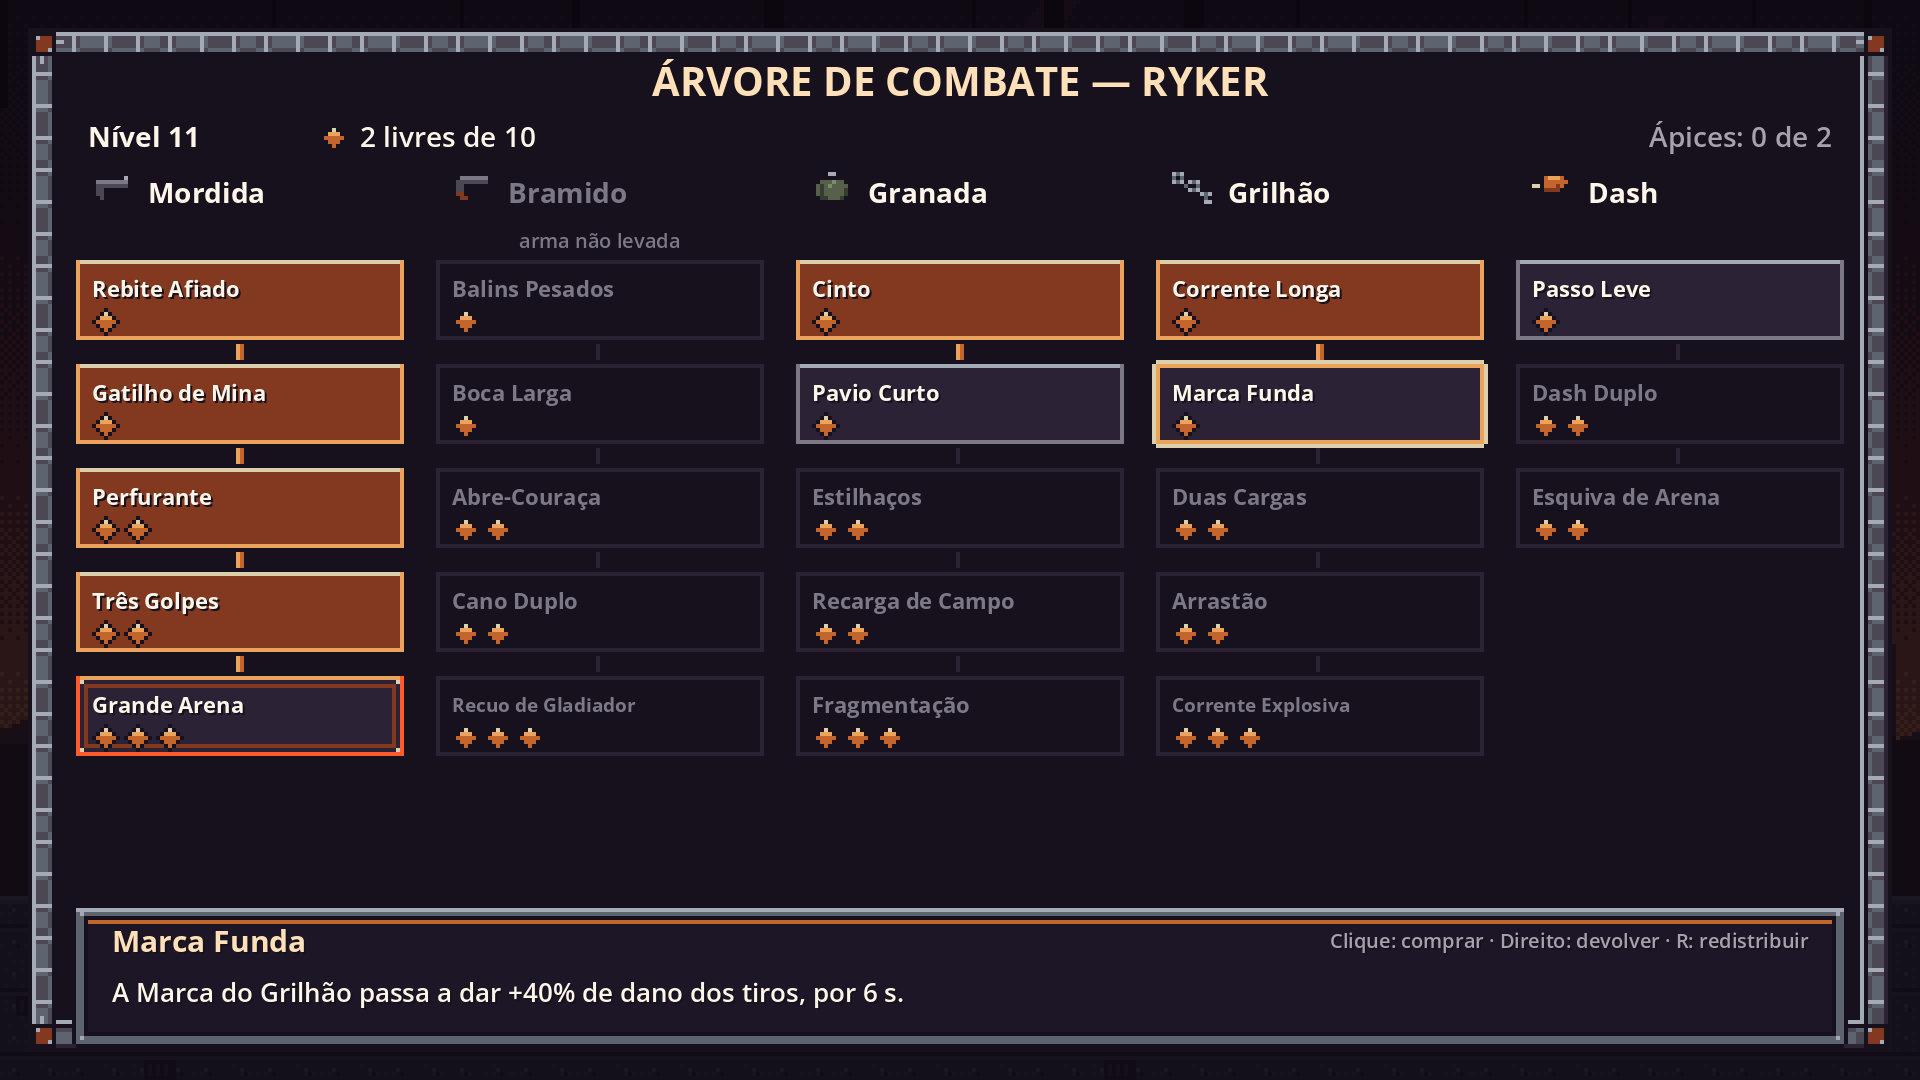 ÁRVORE DE COMBATE — RYKER
Nível 11
2 livres de 10
Ápices: 0 de 2
Mordida
Bramido
Granada
Grilhão
Dash
arma não levada
Rebite Afiado
Balins Pesados
Cinto
Corrente Longa
Passo Leve
Gatilho de Mina
Boca Larga
Pavio Curto
Marca Funda
Dash Duplo
Perfurante
Abre-Couraça
Estilhaços
Duas Cargas
Esquiva de Arena
Três Golpes
Cano Duplo
Recarga de Campo
Arrastão
Grande Arena
Recuo de Gladiador
Fragmentação
Corrente Explosiva
Marca Funda
Clique: comprar · Direito: devolver · R: redistribuir
A Marca do Grilhão passa a dar +40% de dano dos tiros, por 6 s.